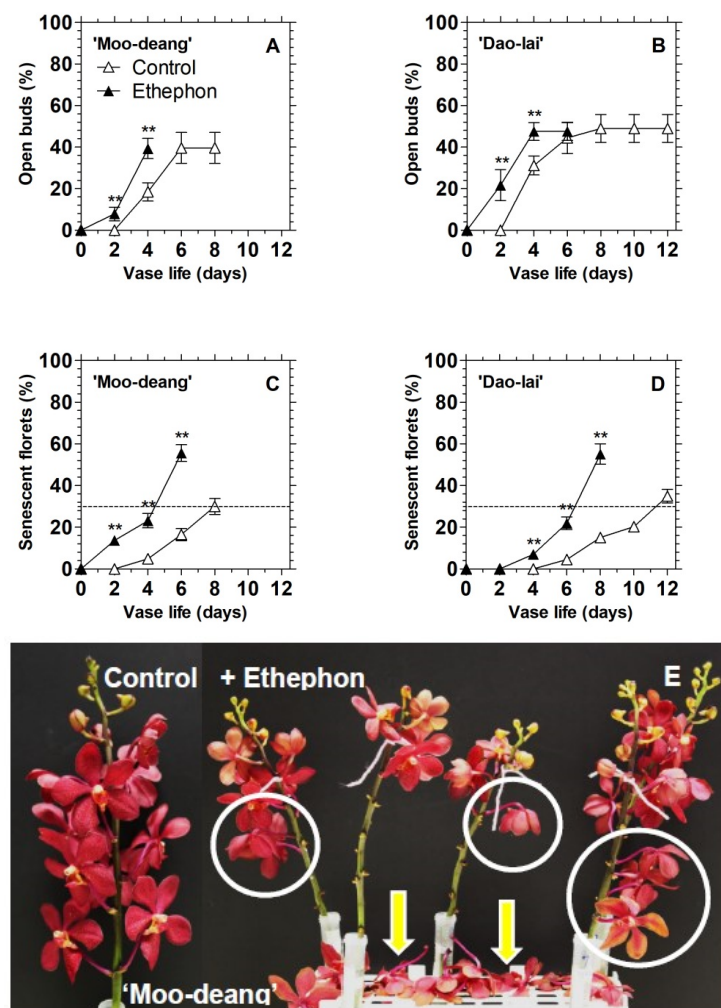 'Moo-deang' A
Control
Ethephon
Open buds (%)
100
80
60
40
20
0
**
**
0 2 4 6 8 10 12
Vase life (days)
'Dao-lai' B
Open buds (%)
100
80
60
40
20
0
**
**
0 2 4 6 8 10 12
Vase life (days)
'Moo-deang' C
Senescent florets (%)
100
80
60
40
20
0
**
**
**
0 2 4 6 8 10 12
Vase life (days)
'Dao-lai' D
Senescent florets (%)
100
80
60
40
20
0
**
**
**
0 2 4 6 8 10 12
Vase life (days)
Control + Ethephon E
‘Moo-deang’